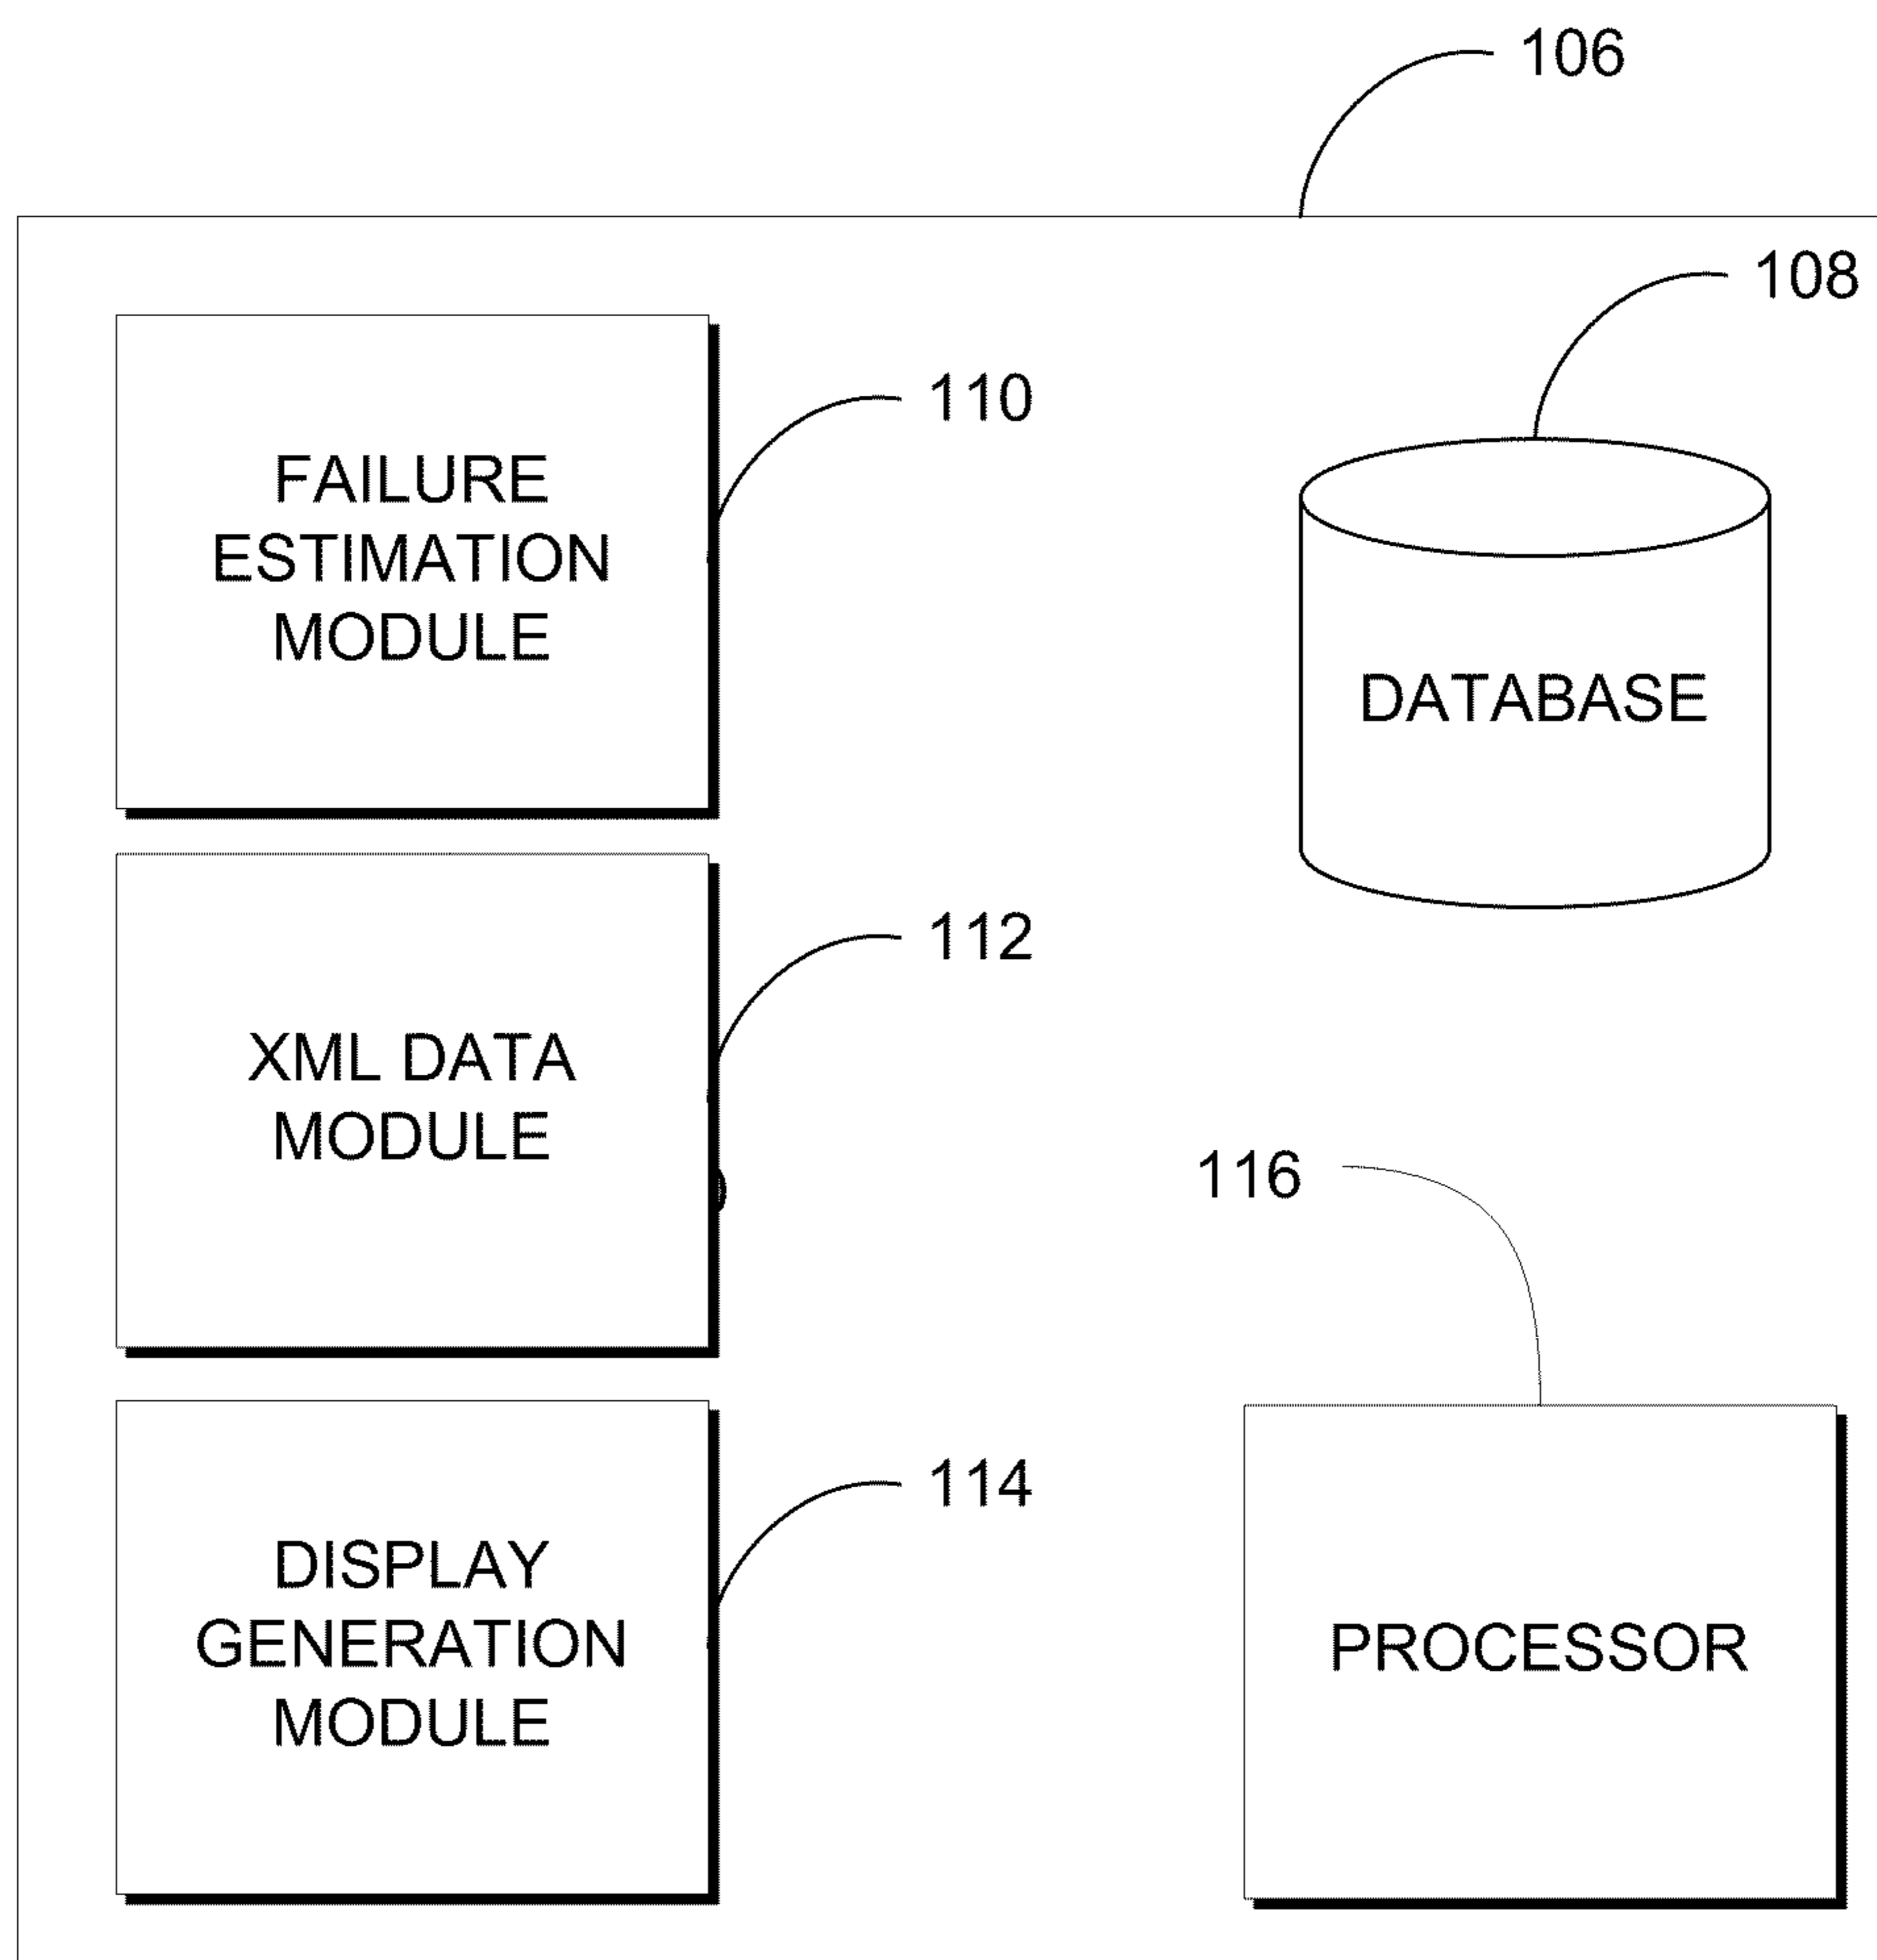 106
108
110
FAILURE
ESTIMATION
MODULE
DATABASE
112
XML DATA
MODULE
116
114
DISPLAY
GENERATION
MODULE
PROCESSOR